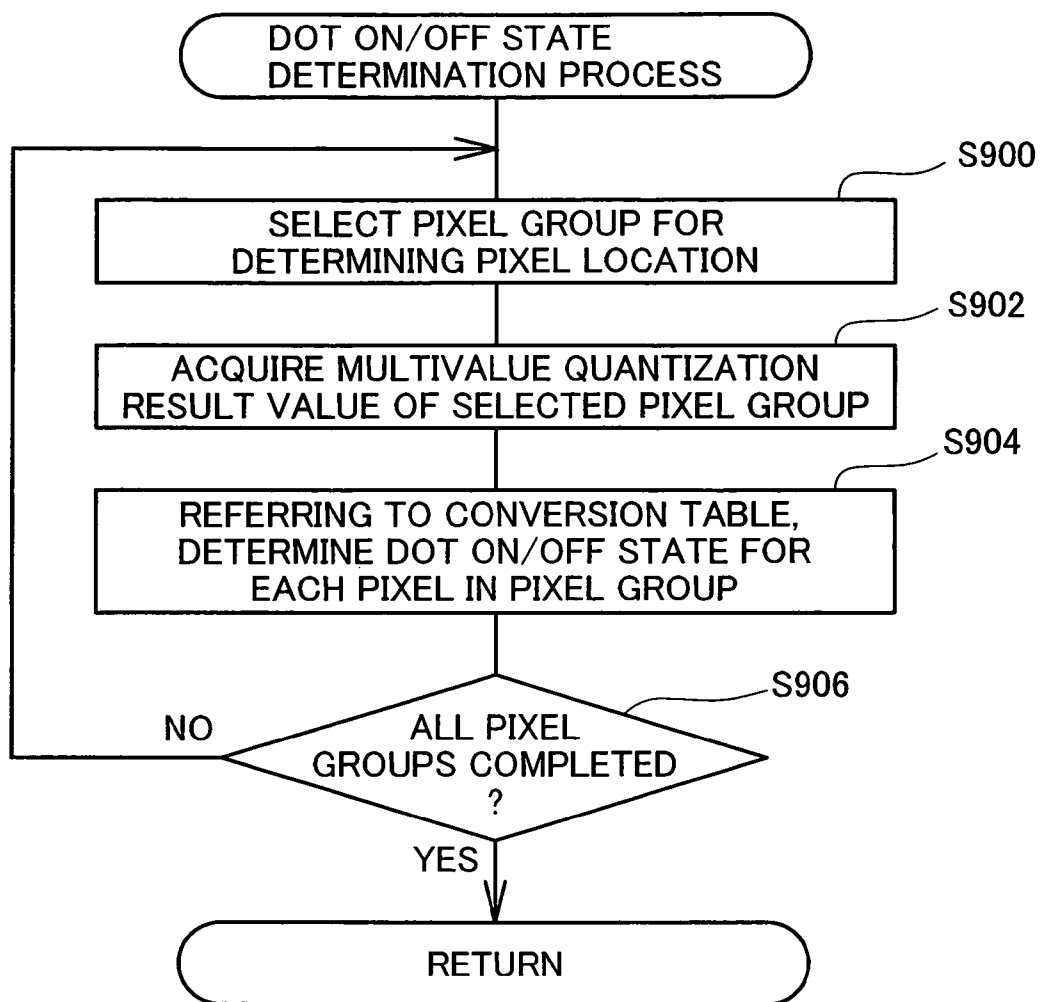 DOT ON/OFF STATE
DETERMINATION PROCESS
S900
SELECT PIXEL GROUP FOR
DETERMINING PIXEL LOCATION
S902
ACQUIRE MULTIVALUE QUANTIZATION
RESULT VALUE OF SELECTED PIXEL GROUP
S904
REFERRING TO CONVERSION TABLE,
DETERMINE DOT ON/OFF STATE FOR
EACH PIXEL IN PIXEL GROUP
S906
NO
ALL PIXEL
GROUPS COMPLETED
?
YES
RETURN